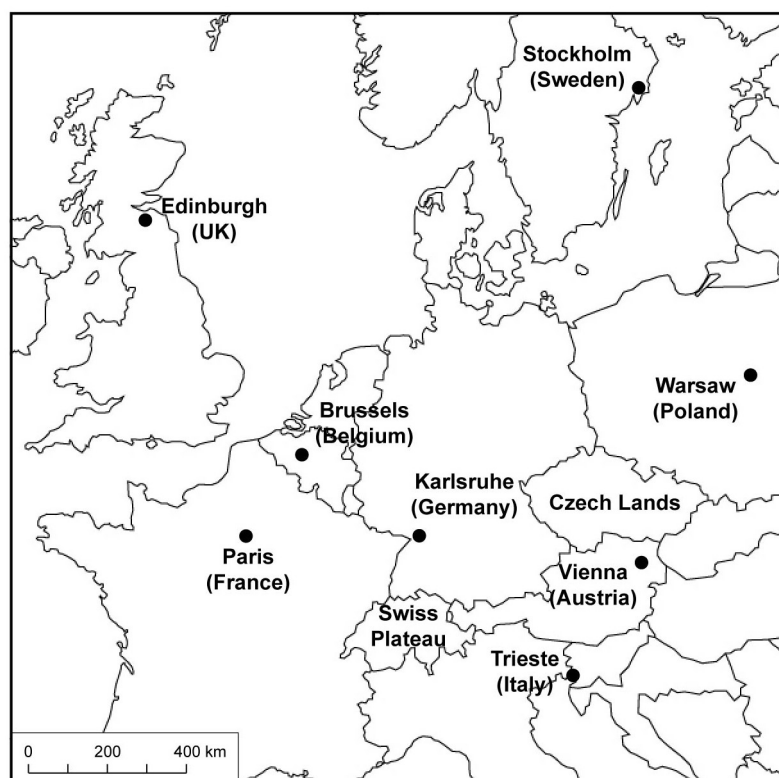 Stockholm
(Sweden)
Edinburgh
(UK)
Warsaw
(Poland)
Brussels
(Belgium)
Karlsruhe
(Germany)
Czech Lands
Paris
(France)
Vienna
(Austria)
Swiss
Plateau
Trieste
(Italy)
0 200 400 km